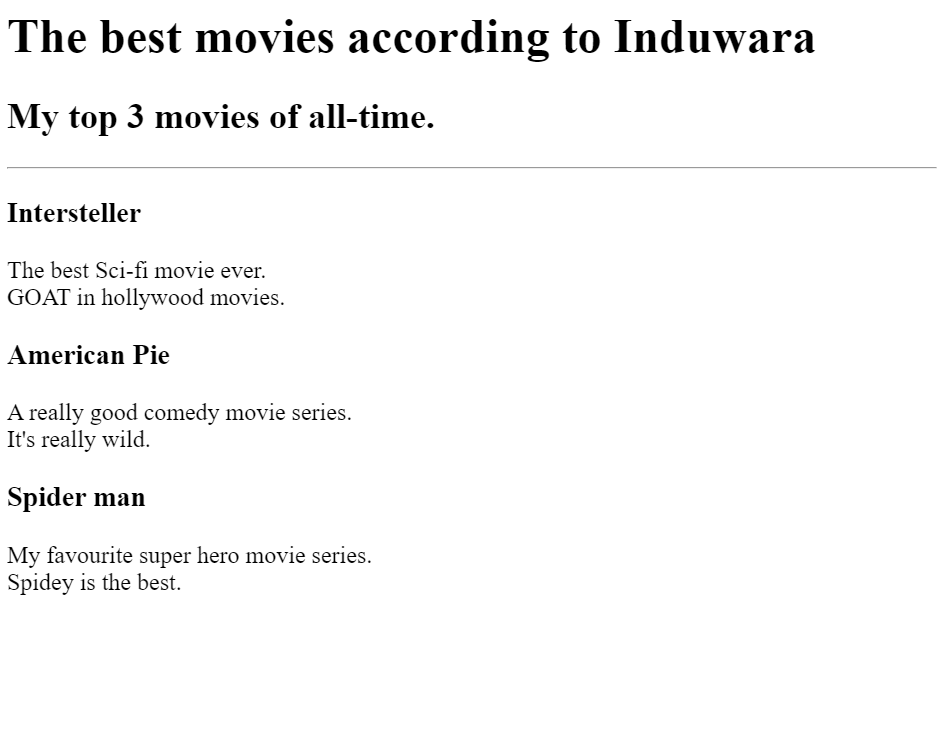 The best movies according to Induwara
My top 3 movies of all-time.
Intersteller
The best Sci-fi movie ever.
GOAT in hollywood movies.
American Pie
A really good comedy movie series.
It's really wild.
Spider man
My favourite super hero movie series.
Spidey is the best.